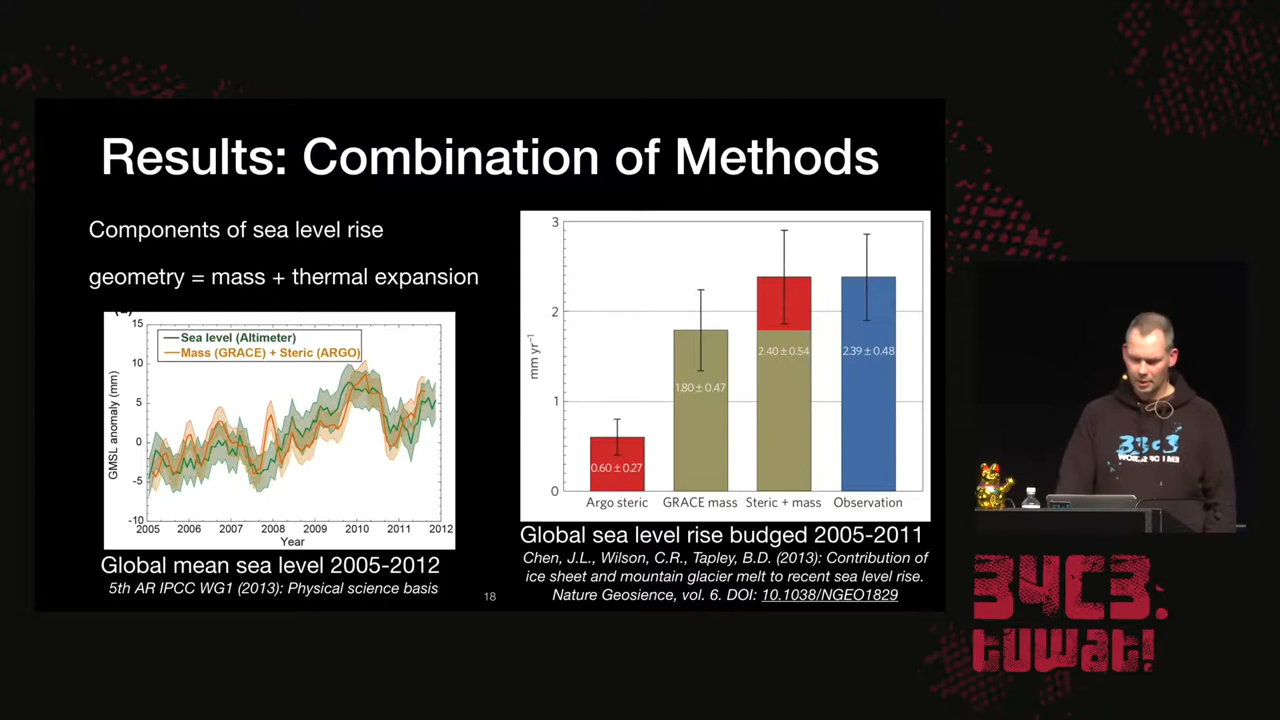 Results: Combination of Methods
Components of sea level rise
geometry = mass + thermal expansion
15
10
5
0
-5
-10
GMSL anomaly (mm)
Sea level (Altimeter)
Mass (GRACE) + Steric (ARGO)
2005 2006 2007 2008 2009 2010 2011 2012
Year
Global mean sea level 2005-2012
5th AR IPCC WG1 (2013): Physical science basis
3
2
1
0
mm yr⁻¹
0.60 ± 0.27
1.80 ± 0.47
2.40 ± 0.54
2.39 ± 0.48
Argo steric GRACE mass Steric + mass Observation
Global sea level rise budged 2005-2011
Chen, J.L., Wilson, C.R., Tapley, B.D. (2013): Contribution of
ice sheet and mountain glacier melt to recent sea level rise.
Nature Geosience, vol. 6. DOI: 10.1038/NGEO1829
18
33c3
WORKS FOR ME
34C3.
tuwat!